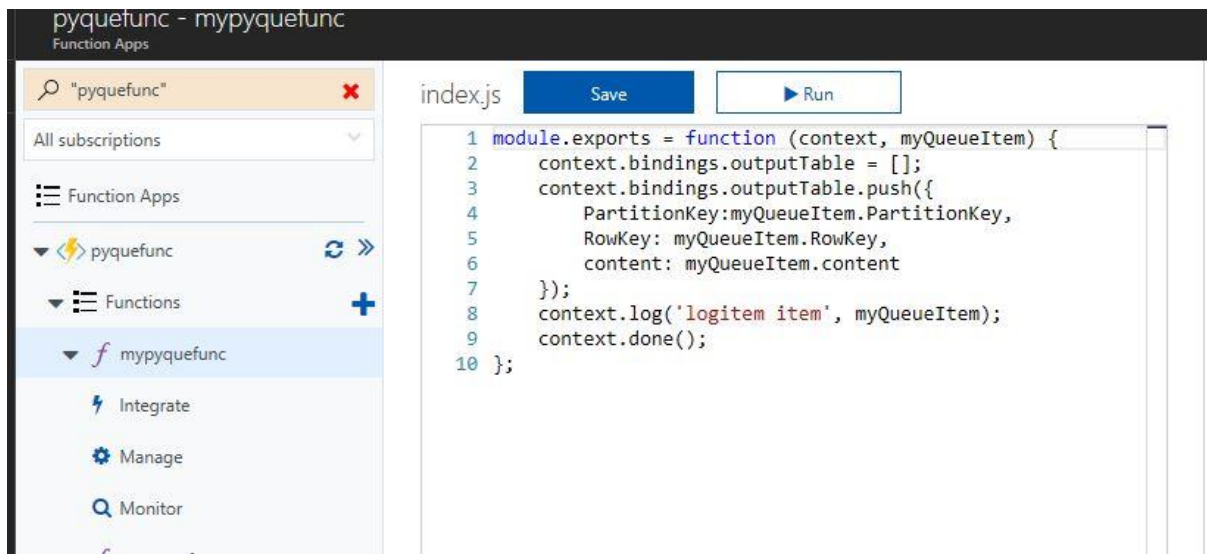 pyquefunc - mypyquefunc
Function Apps
"pyquefunc"
All subscriptions
Function Apps
pyquefunc
Functions
mypyquefunc
Integrate
Manage
Monitor
index.js Save Run
1 module.exports = function (context, myQueueItem) {
2 context.bindings.outputTable = [];
3 context.bindings.outputTable.push({
4 PartitionKey:myQueueItem.PartitionKey,
5 RowKey: myQueueItem.RowKey,
6 content: myQueueItem.content
7 });
8 context.log('logitem item', myQueueItem);
9 context.done();
10 };